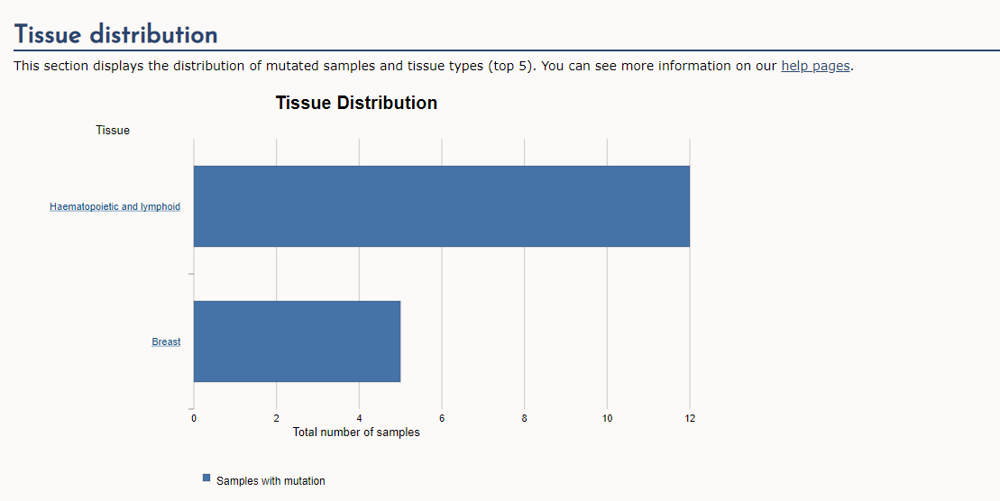 Tissue distribution
This section displays the distribution of mutated samples and tissue types (top 5). You can see more information on our help pages.
Tissue Distribution
Tissue
Haematopoietic and lymphoid
Breast
0 2 4 6 8 10 12
Total number of samples
Samples with mutation